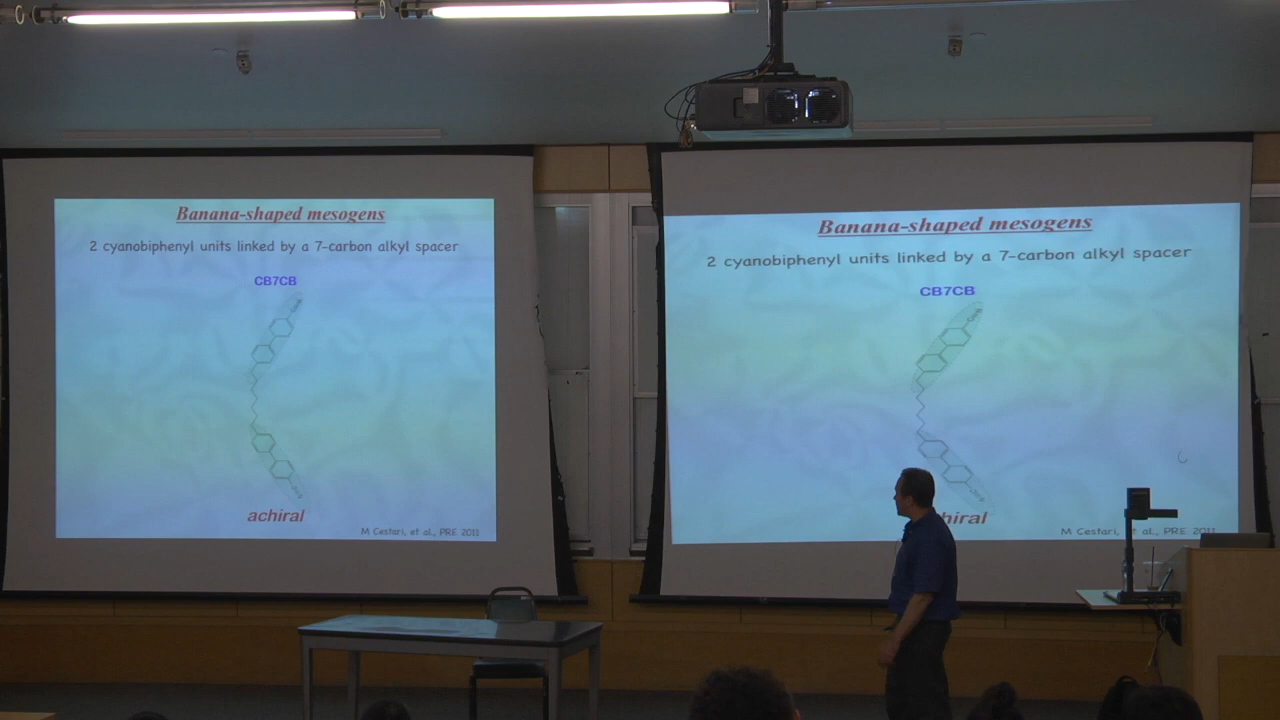 Banana-shaped mesogens
2 cyanobiphenyl units linked by a 7-carbon alkyl spacer
CB7CB
achiral
M Cestari, et al., PRE 2011
Banana-shaped mesogens
2 cyanobiphenyl units linked by a 7-carbon alkyl spacer
CB7CB
hiral
M Cestari, et al., PRE 2011